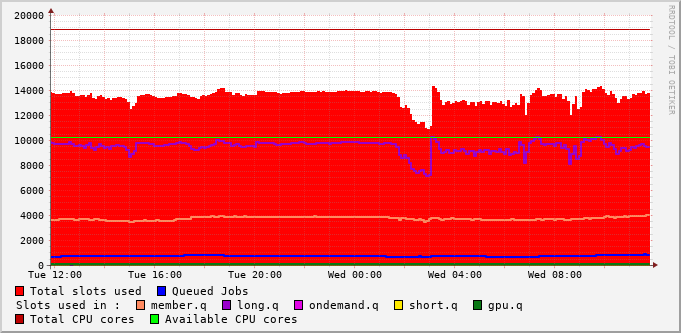 20000
18000
16000
14000
12000
10000
8000
6000
4000
2000
0
Tue 12:00 Tue 16:00 Tue 20:00 Wed 00:00 Wed 04:00 Wed 08:00
Total slots used Queued Jobs
Slots used in : member.q long.q ondemand.q short.q gpu.q
Total CPU cores Available CPU cores
RRDTOOL / TOBI OETIKER